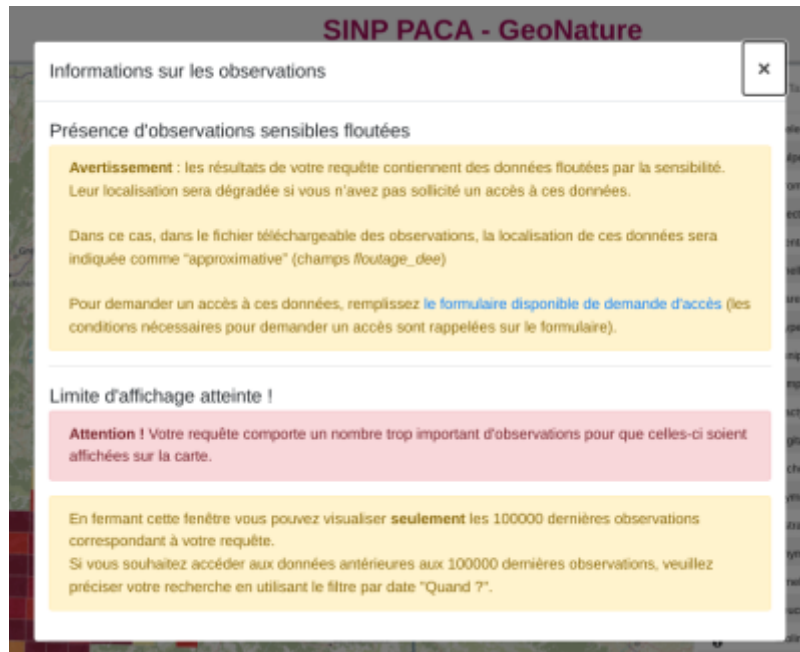 SINP PACA - GeoNature
Informations sur les observations
×
Présence d'observations sensibles floutées
Avertissement : les résultats de votre requête contiennent des données floutées par la sensibilité.
Leur localisation sera dégradée si vous n'avez pas sollicité un accès à ces données.
Dans ce cas, dans le fichier téléchargeable des observations, la localisation de ces données sera
indiquée comme "approximative" (champs floutage_dee)
Pour demander un accès à ces données, remplissez le formulaire disponible de demande d'accès (les
conditions nécessaires pour demander un accès sont rappelées sur le formulaire).
Limite d'affichage atteinte !
Attention ! Votre requête comporte un nombre trop important d'observations pour que celles-ci soient
affichées sur la carte.
En fermant cette fenêtre vous pouvez visualiser seulement les 100000 dernières observations
correspondant à votre requête.
Si vous souhaitez accéder aux données antérieures aux 100000 dernières observations, veuillez
préciser votre recherche en utilisant le filtre par date "Quand ?".